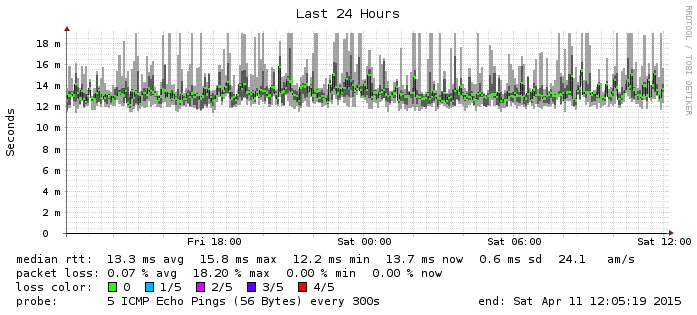 Last 24 Hours
RRDTOOL / TOBI OETIKER
Seconds
18 m
16 m
14 m
12 m
10 m
8 m
6 m
4 m
2 m
0
Fri 18:00 Sat 00:00 Sat 06:00 Sat 12:00
median rtt: 13.3 ms avg 15.8 ms max 12.2 ms min 13.7 ms now 0.6 ms sd 24.1 am/s
packet loss: 0.07 % avg 18.20 % max 0.00 % min 0.00 % now
loss color: 0 1/5 2/5 3/5 4/5
probe: 5 ICMP Echo Pings (56 Bytes) every 300s end: Sat Apr 11 12:05:19 2015